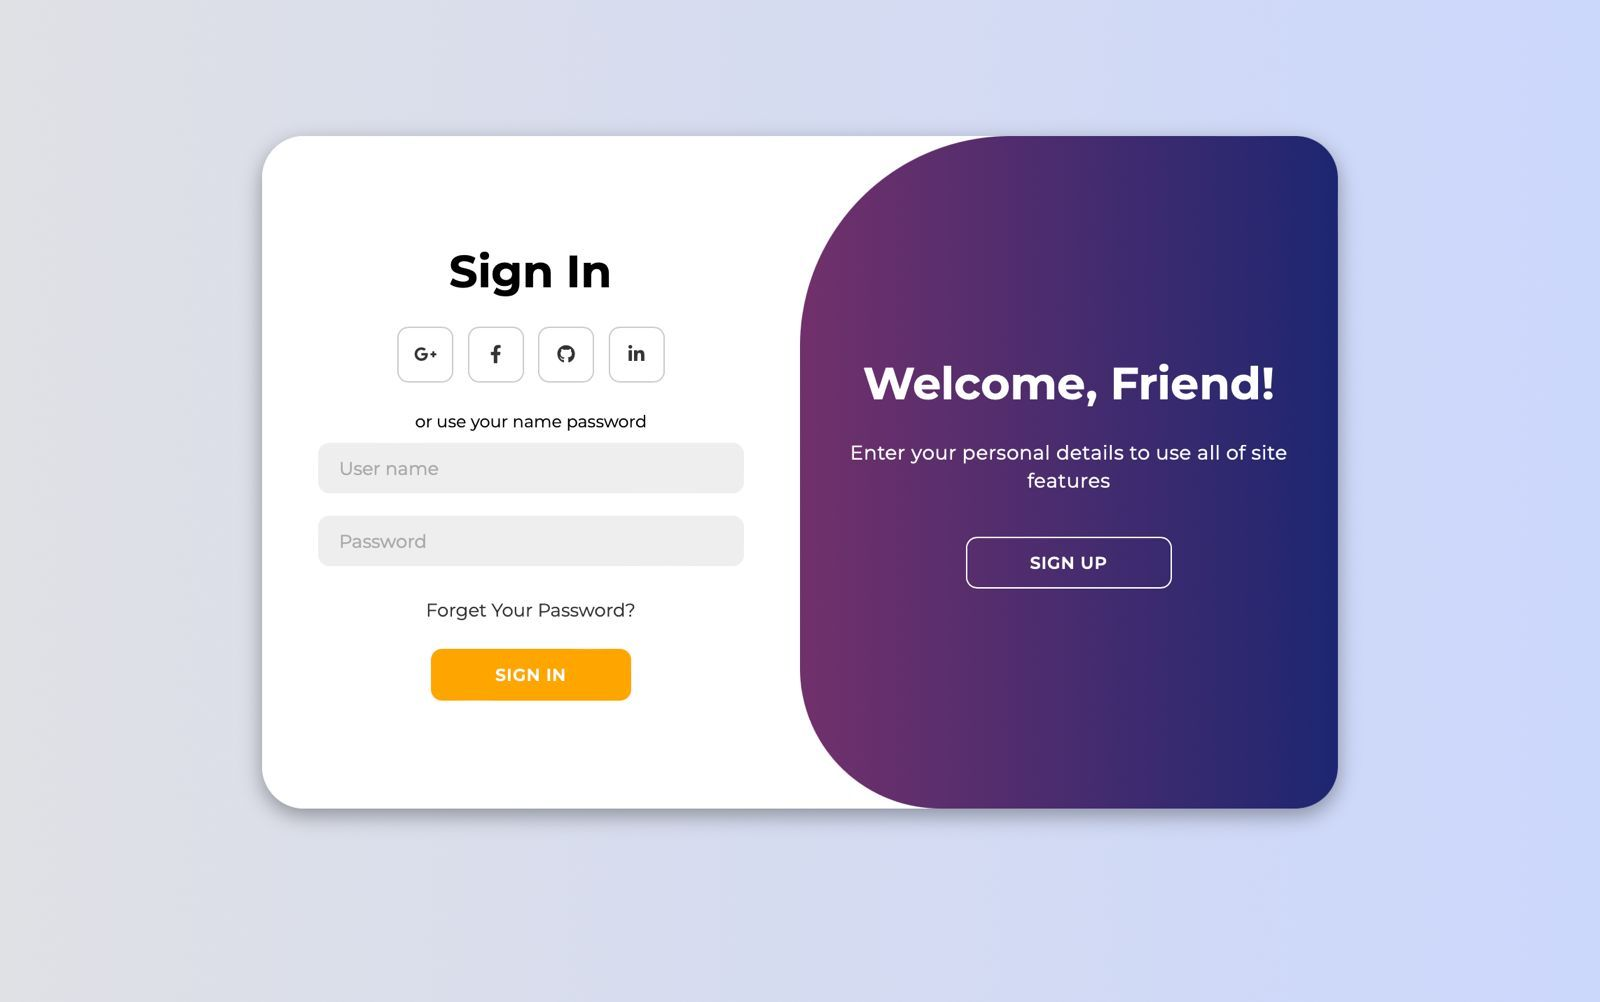 Sign In
G+
f
in
or use your name password
User name
Password
Forget Your Password?
SIGN IN
Welcome, Friend!
Enter your personal details to use all of site
features
SIGN UP